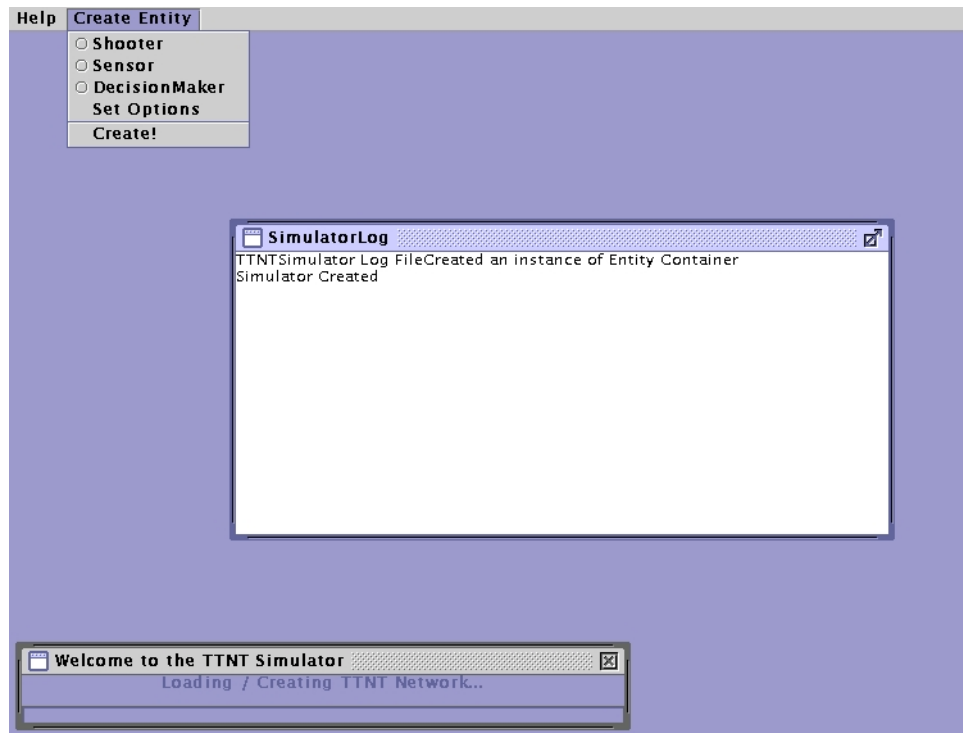 Help Create Entity
Shooter
Sensor
DecisionMaker
Set Options
Create!
SimulatorLog
TTNTSimulator Log FileCreated an instance of Entity Container
Simulator Created
Welcome to the TTNT Simulator
Loading / Creating TTNT Network...